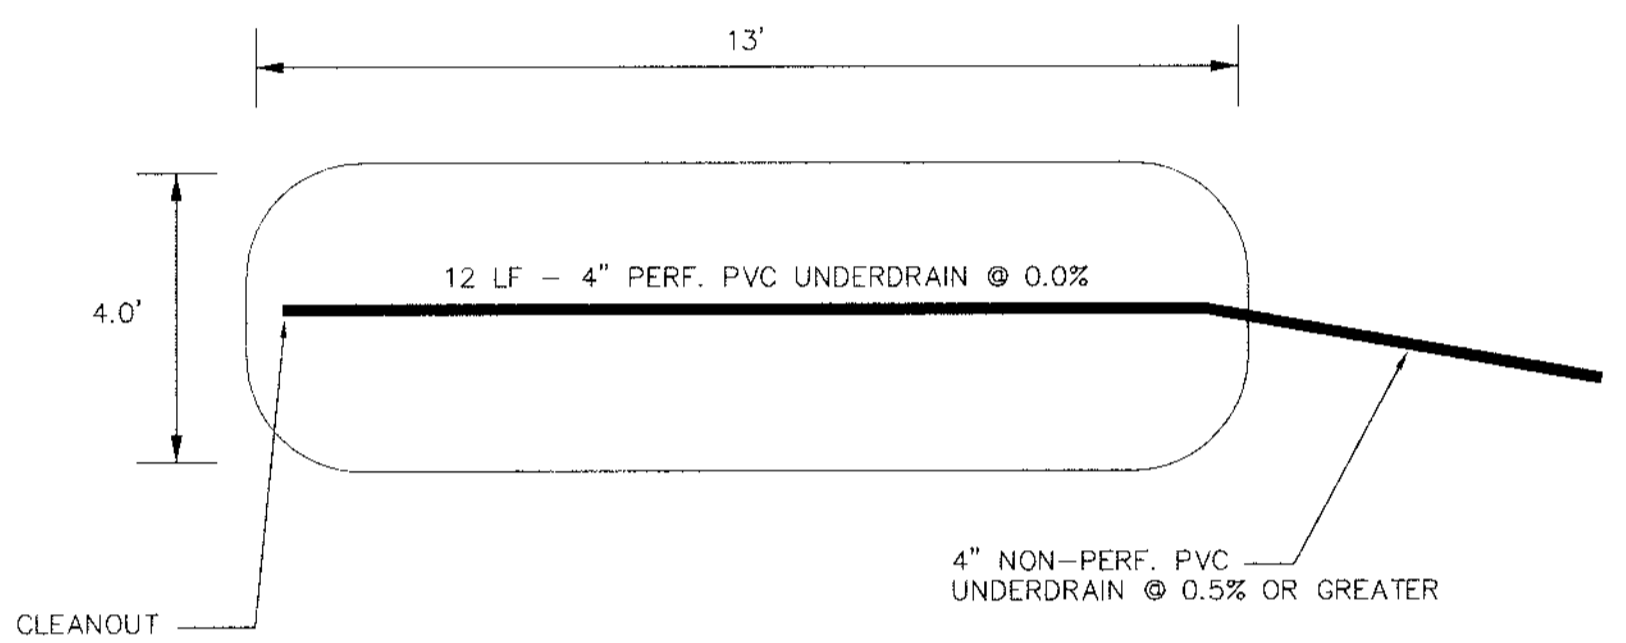 13'
4.0'
12 LF – 4" PERF. PVC UNDERDRAIN @ 0.0%
4" NON–PERF. PVC
UNDERDRAIN @ 0.5% OR GREATER
CLEANOUT